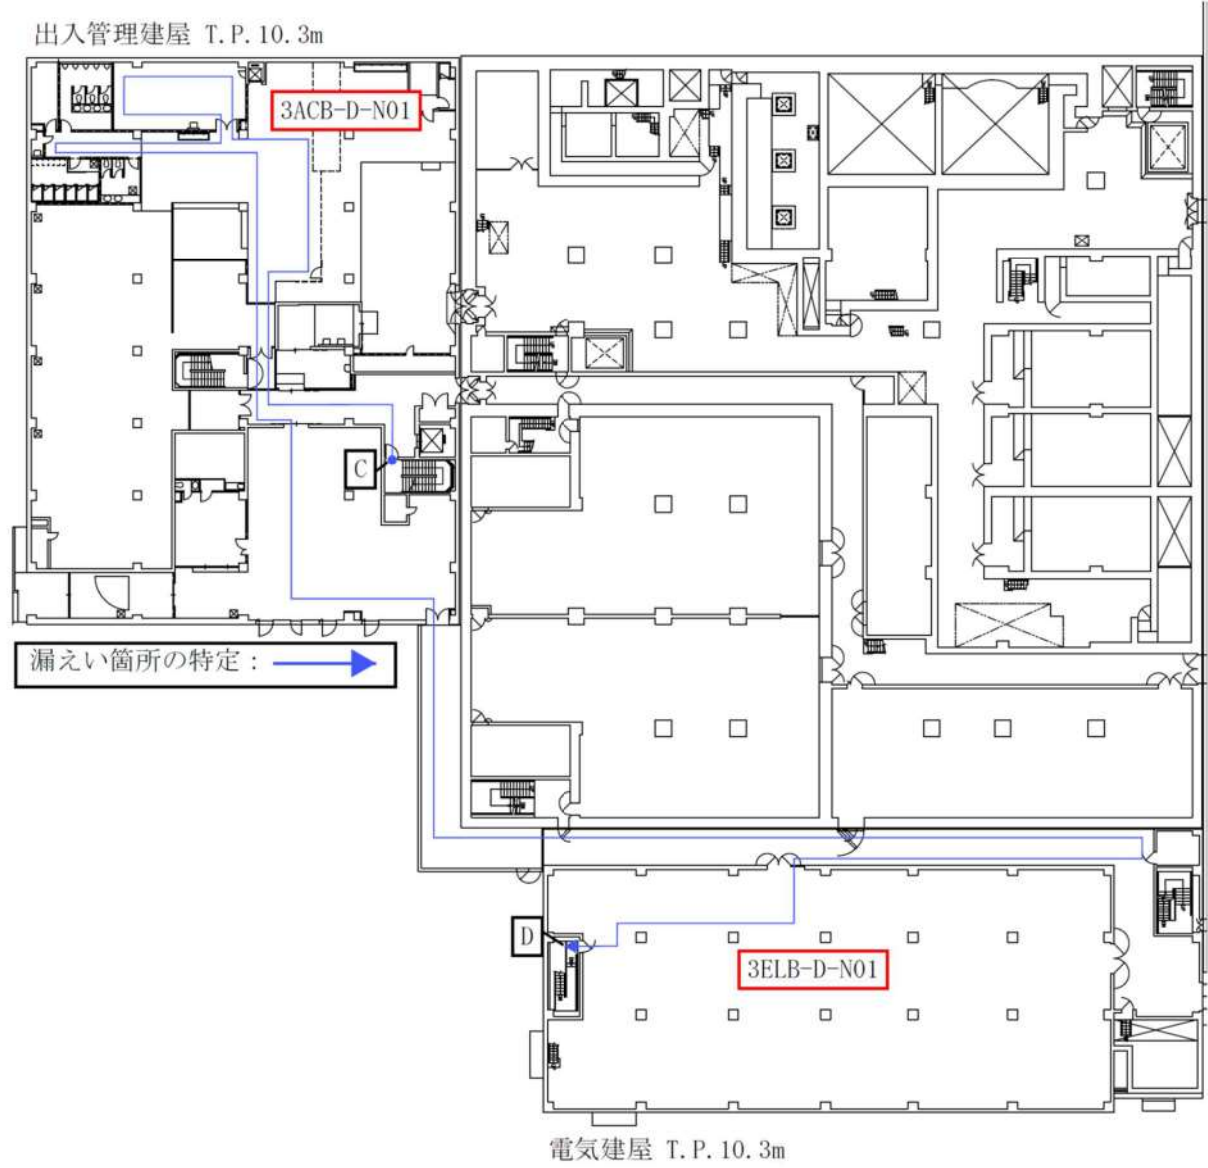 出入管理建屋 T.P.10.3m
3ACB-D-N01
C
漏えい箇所の特定：
D
3ELB-D-N01
電気建屋 T.P.10.3m